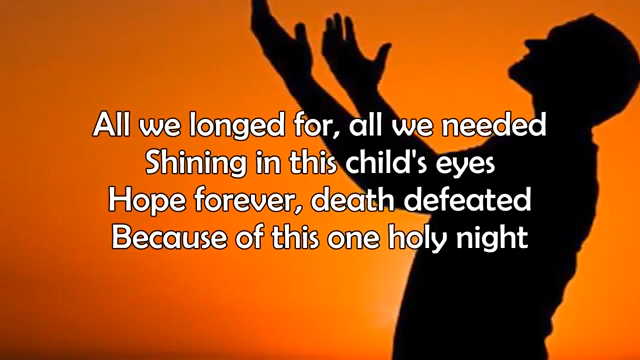 All we longed for, all we needed
Shining in this child's eyes
Hope forever, death defeated
Because of this one holy night